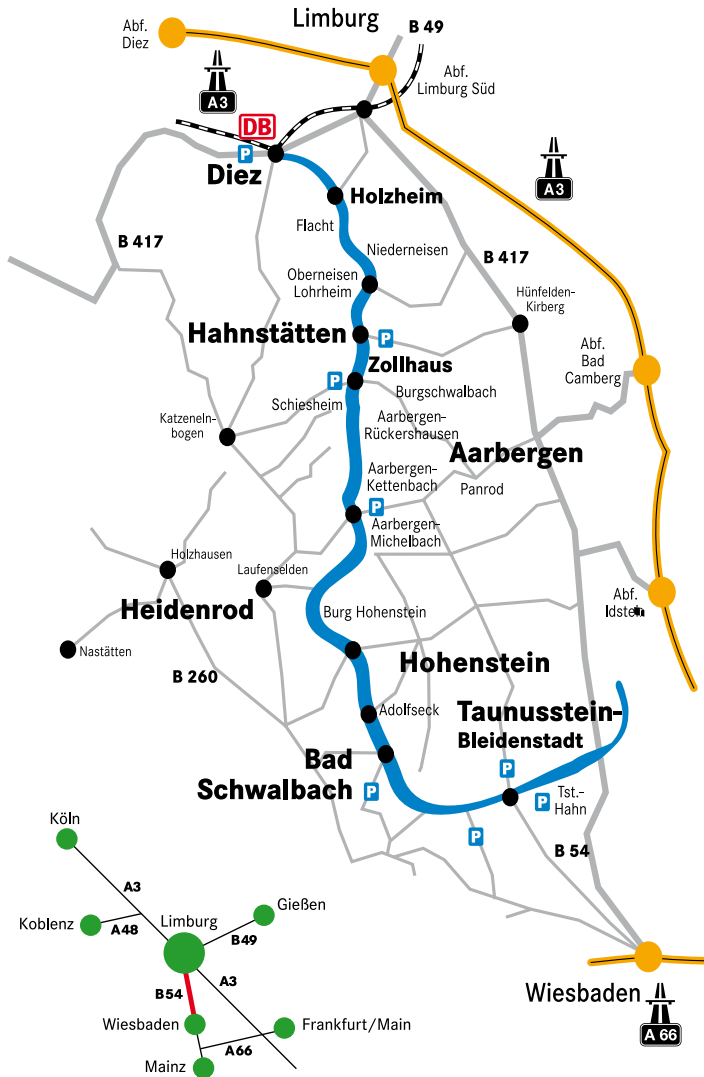 Limburg
Abf.
Diez
B 49
Abf.
Limburg Süd
A3
DB
P
Diez
A3
Holzheim
Flacht
Niederneisen
B 417
B 417
Oberneisen
Lohrheim
Hünfelden-
Kirberg
Hahnstätten
P
Abf.
Bad
Camberg
Zollhaus
P
Schiesheim
Burgschwalbach
Katzeneln-
bogen
Aarbergen-
Rückershausen
Aarbergen
Aarbergen-
Kettenbach
Panrod
P
Aarbergen-
Michelbach
Holzhausen
Laufenselden
Abf.
Idstein
Heidenrod
Burg Hohenstein
Nastätten
Hohenstein
B 260
Adolfseck
Taunusstein-
Bleidenstadt
Bad
Schwalbach
P
P
P
Tst.-
Hahn
P
B 54
Köln
A3
Koblenz
A48
Limburg
Gießen
B49
A3
B54
Wiesbaden
Frankfurt/Main
A66
Mainz
Wiesbaden
A 66